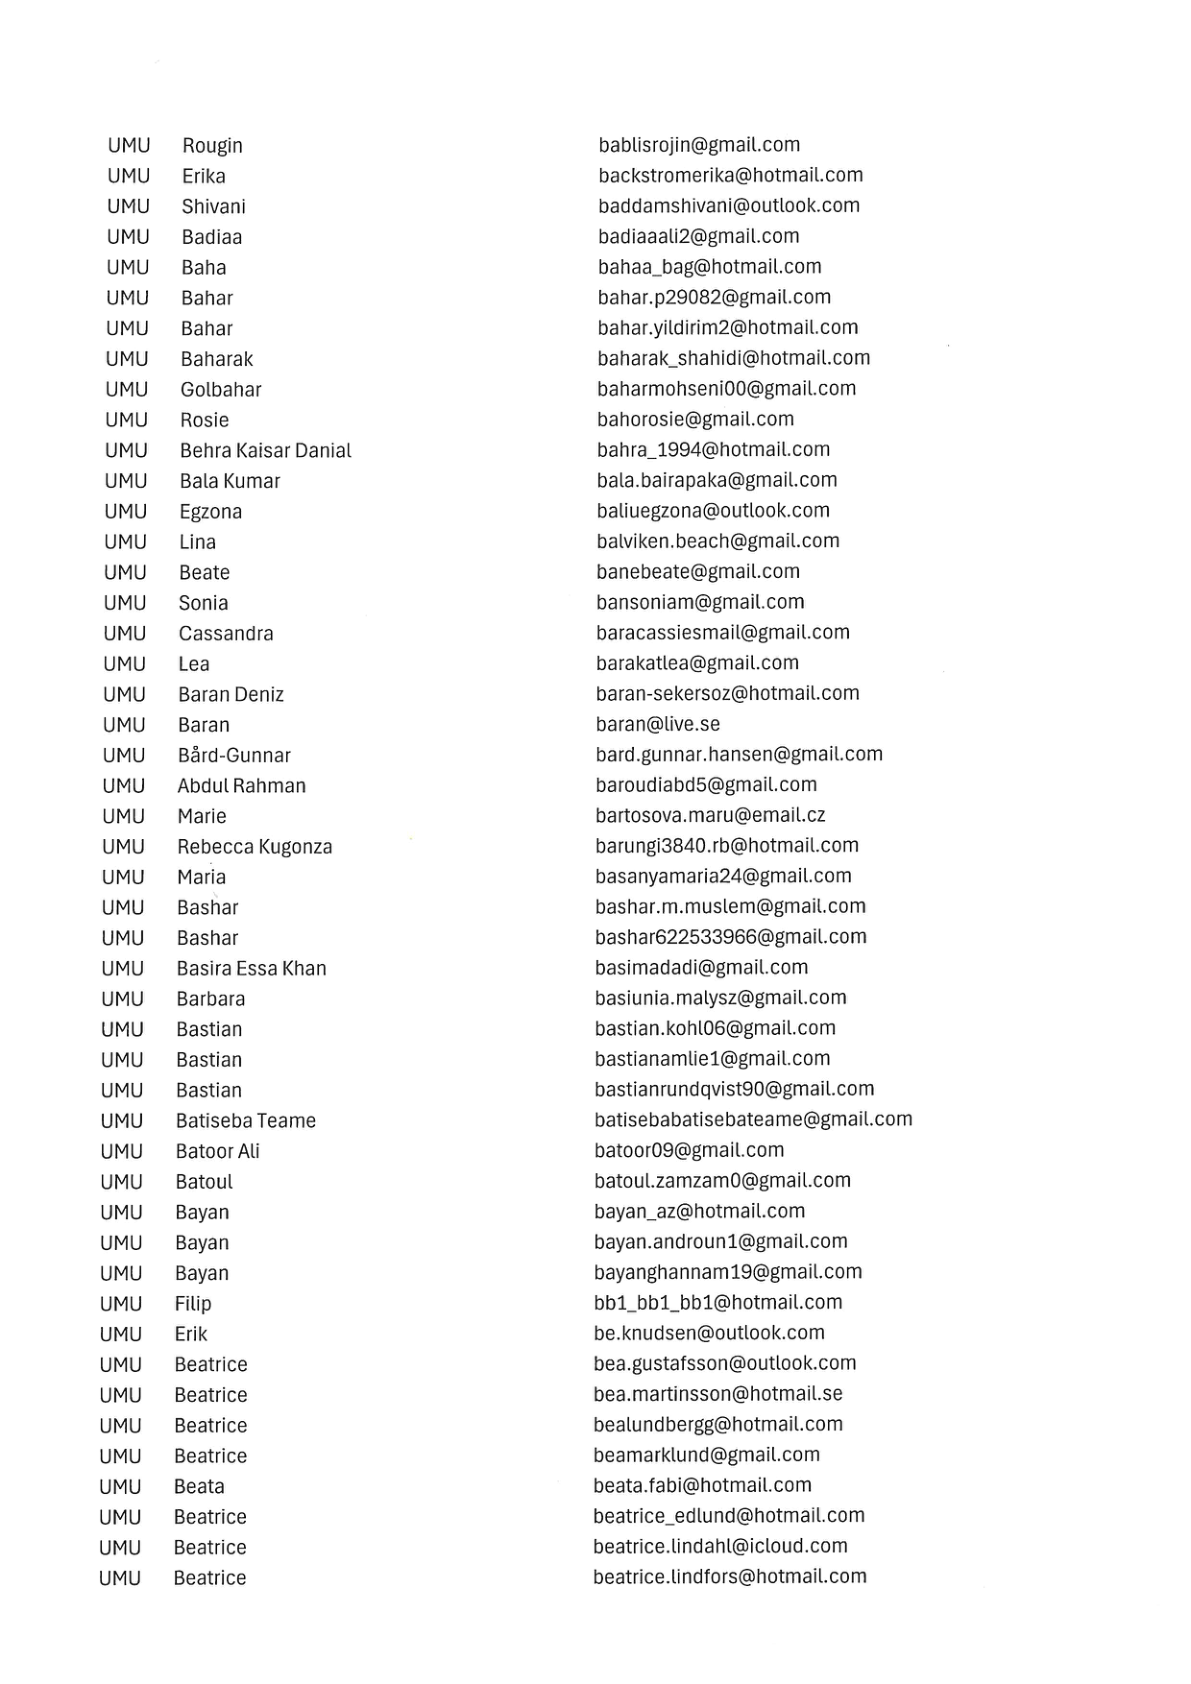 UMU Rougin bablisrojin@gmail.com
UMU Erika backstromerika@hotmail.com
UMU Shivani baddamshivani@outlook.com
UMU Badiaa badiaaali2@gmail.com
UMU Baha bahaa_bag@hotmail.com
UMU Bahar bahar.p29082@gmail.com
UMU Bahar bahar.yildirim2@hotmail.com
UMU Baharak baharak_shahidi@hotmail.com
UMU Golbahar baharmohseni00@gmail.com
UMU Rosie bahorosie@gmail.com
UMU Behra Kaisar Danial bahra_1994@hotmail.com
UMU Bala Kumar bala.bairapaka@gmail.com
UMU Egzona baliuegzona@outlook.com
UMU Lina balviken.beach@gmail.com
UMU Beate banebeate@gmail.com
UMU Sonia bansoniam@gmail.com
UMU Cassandra baracassiesmail@gmail.com
UMU Lea barakatlea@gmail.com
UMU Baran Deniz baran-sekersoz@hotmail.com
UMU Baran baran@live.se
UMU Bård-Gunnar bard.gunnar.hansen@gmail.com
UMU Abdul Rahman baroudiabd5@gmail.com
UMU Marie bartosova.maru@email.cz
UMU Rebecca Kugonza barungi3840.rb@hotmail.com
UMU Maria basanyamaria24@gmail.com
UMU Bashar bashar.m.muslem@gmail.com
UMU Bashar bashar622533966@gmail.com
UMU Basira Essa Khan basimadadi@gmail.com
UMU Barbara basiunia.malysz@gmail.com
UMU Bastian bastian.kohl06@gmail.com
UMU Bastian bastianamlie1@gmail.com
UMU Bastian bastianrundqvist90@gmail.com
UMU Batiseba Teame batisebabatisebateame@gmail.com
UMU Batoor Ali batoor09@gmail.com
UMU Batoul batoul.zamzam0@gmail.com
UMU Bayan bayan_az@hotmail.com
UMU Bayan bayan.androun1@gmail.com
UMU Bayan bayanghannam19@gmail.com
UMU Filip bb1_bb1_bb1@hotmail.com
UMU Erik be.knudsen@outlook.com
UMU Beatrice bea.gustafsson@outlook.com
UMU Beatrice bea.martinsson@hotmail.se
UMU Beatrice bealundbergg@hotmail.com
UMU Beatrice beamarklund@gmail.com
UMU Beata beata.fabi@hotmail.com
UMU Beatrice beatrice_edlund@hotmail.com
UMU Beatrice beatrice.lindahl@icloud.com
UMU Beatrice beatrice.lindfors@hotmail.com